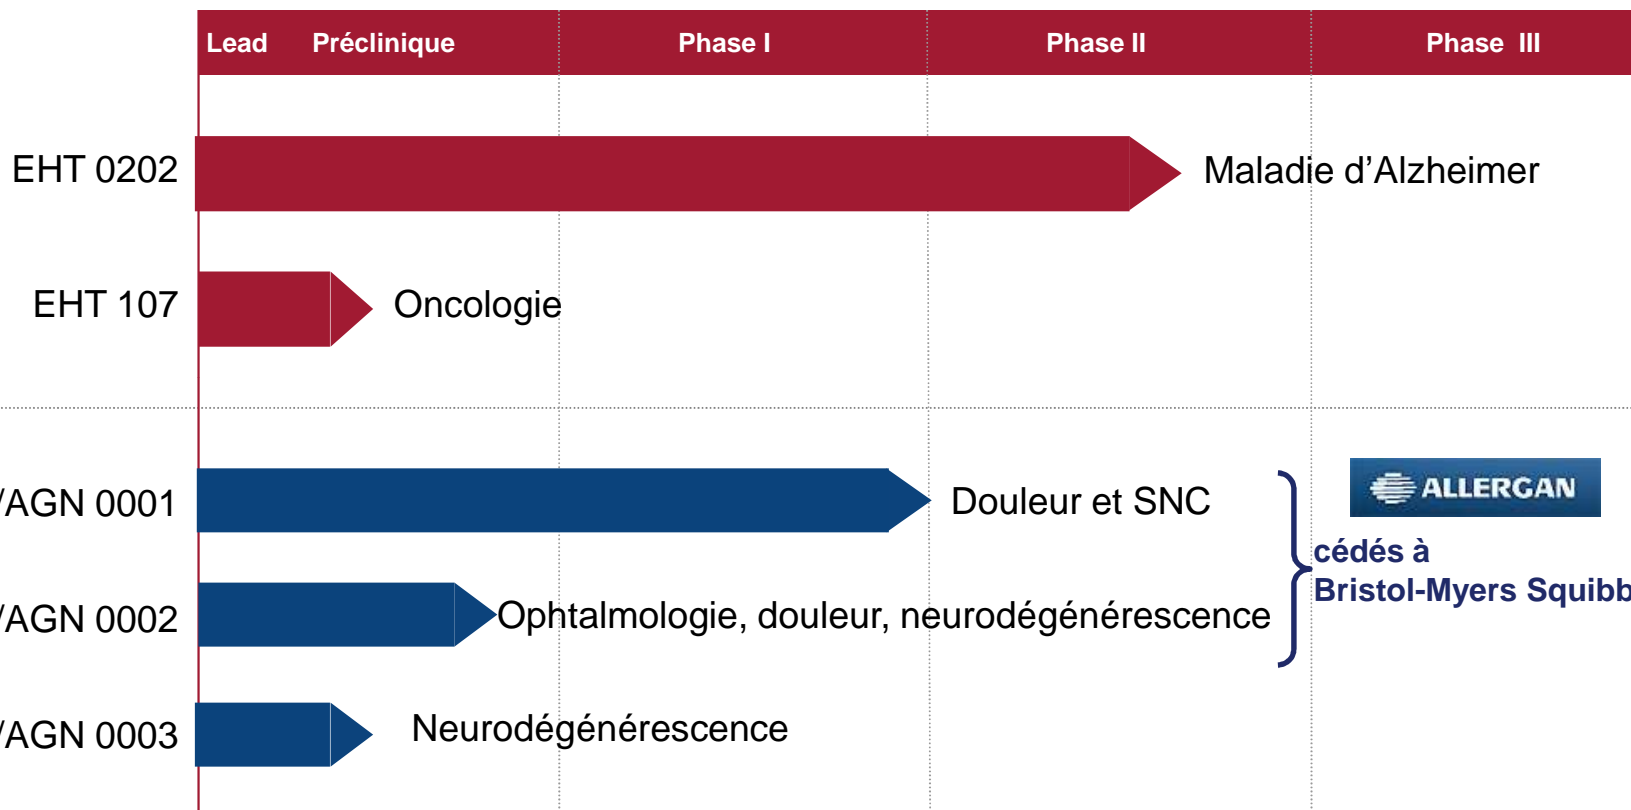 Lead Préclinique Phase I Phase II Phase III
EHT 0202 Maladie d’Alzheimer
EHT 107 Oncologie
/AGN 0001 Douleur et SNC
ALLERGAN
cédés à
Bristol-Myers Squibb
/AGN 0002 Ophtalmologie, douleur, neurodégénérescence
/AGN 0003 Neurodégénérescence